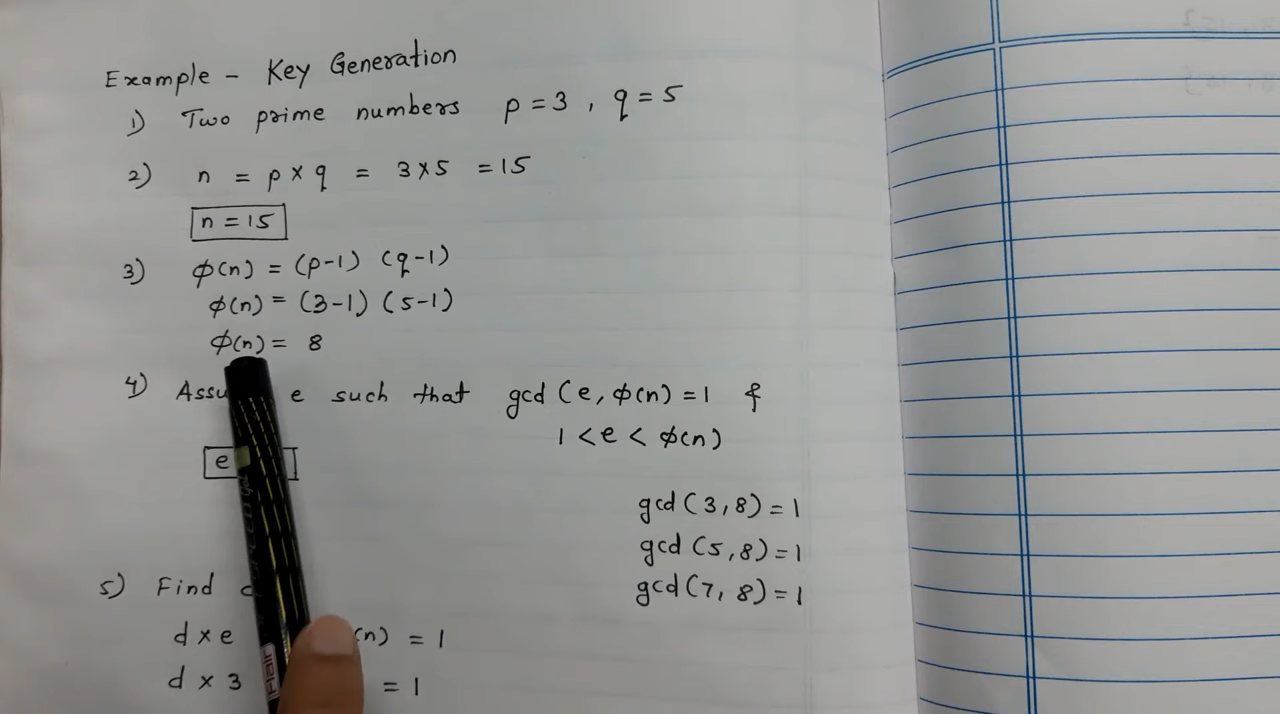 Example - Key Generation
1) Two prime numbers p = 3 , q = 5
2) n = p × q = 3×5 = 15
n = 15
3) ϕ(n) = (p-1) (q-1)
ϕ(n) = (3-1) (5-1)
ϕ(n) = 8
4) Assu e such that gcd (e, ϕ(n) = 1 &
1 < e < ϕ(n)
e
gcd (3, 8) = 1
gcd (5, 8) = 1
gcd (7, 8) = 1
5) Find
d × e (n) = 1
d × 3 = 1